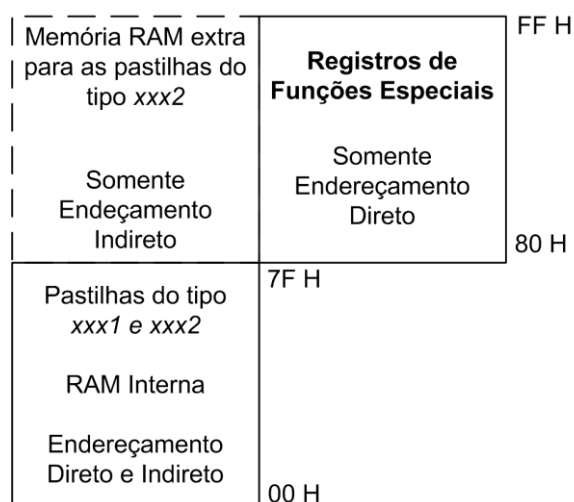 Memória RAM extra
para as pastilhas do
tipo xxx2
Somente
Endeçamento
Indireto
Registros de
Funções Especiais
Somente
Endereçamento
Direto
FF H
80 H
7F H
Pastilhas do tipo
xxx1 e xxx2
RAM Interna
Endereçamento
Direto e Indireto
00 H